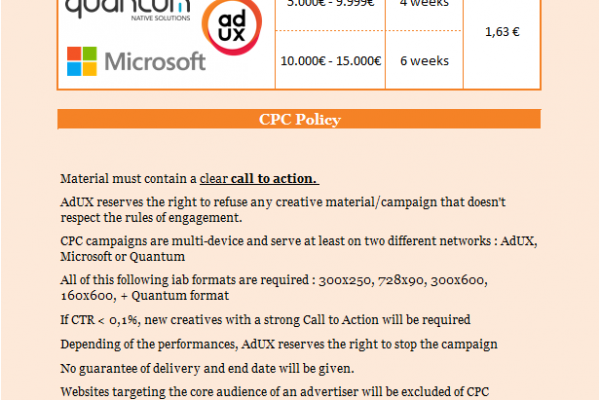 quantum
NATIVE SOLUTIONS
ad
UX
Microsoft
5.000€ - 9.999€
4 weeks
10.000€ - 15.000€
6 weeks
1,63 €
CPC Policy
Material must contain a clear call to action.
AdUX reserves the right to refuse any creative material/campaign that doesn't
respect the rules of engagement.
CPC campaigns are multi-device and serve at least on two different networks : AdUX,
Microsoft or Quantum
All of this following iab formats are required : 300x250, 728x90, 300x600,
160x600, + Quantum format
If CTR < 0,1%, new creatives with a strong Call to Action will be required
Depending of the performances, AdUX reserves the right to stop the campaign
No guarantee of delivery and end date will be given.
Websites targeting the core audience of an advertiser will be excluded of CPC